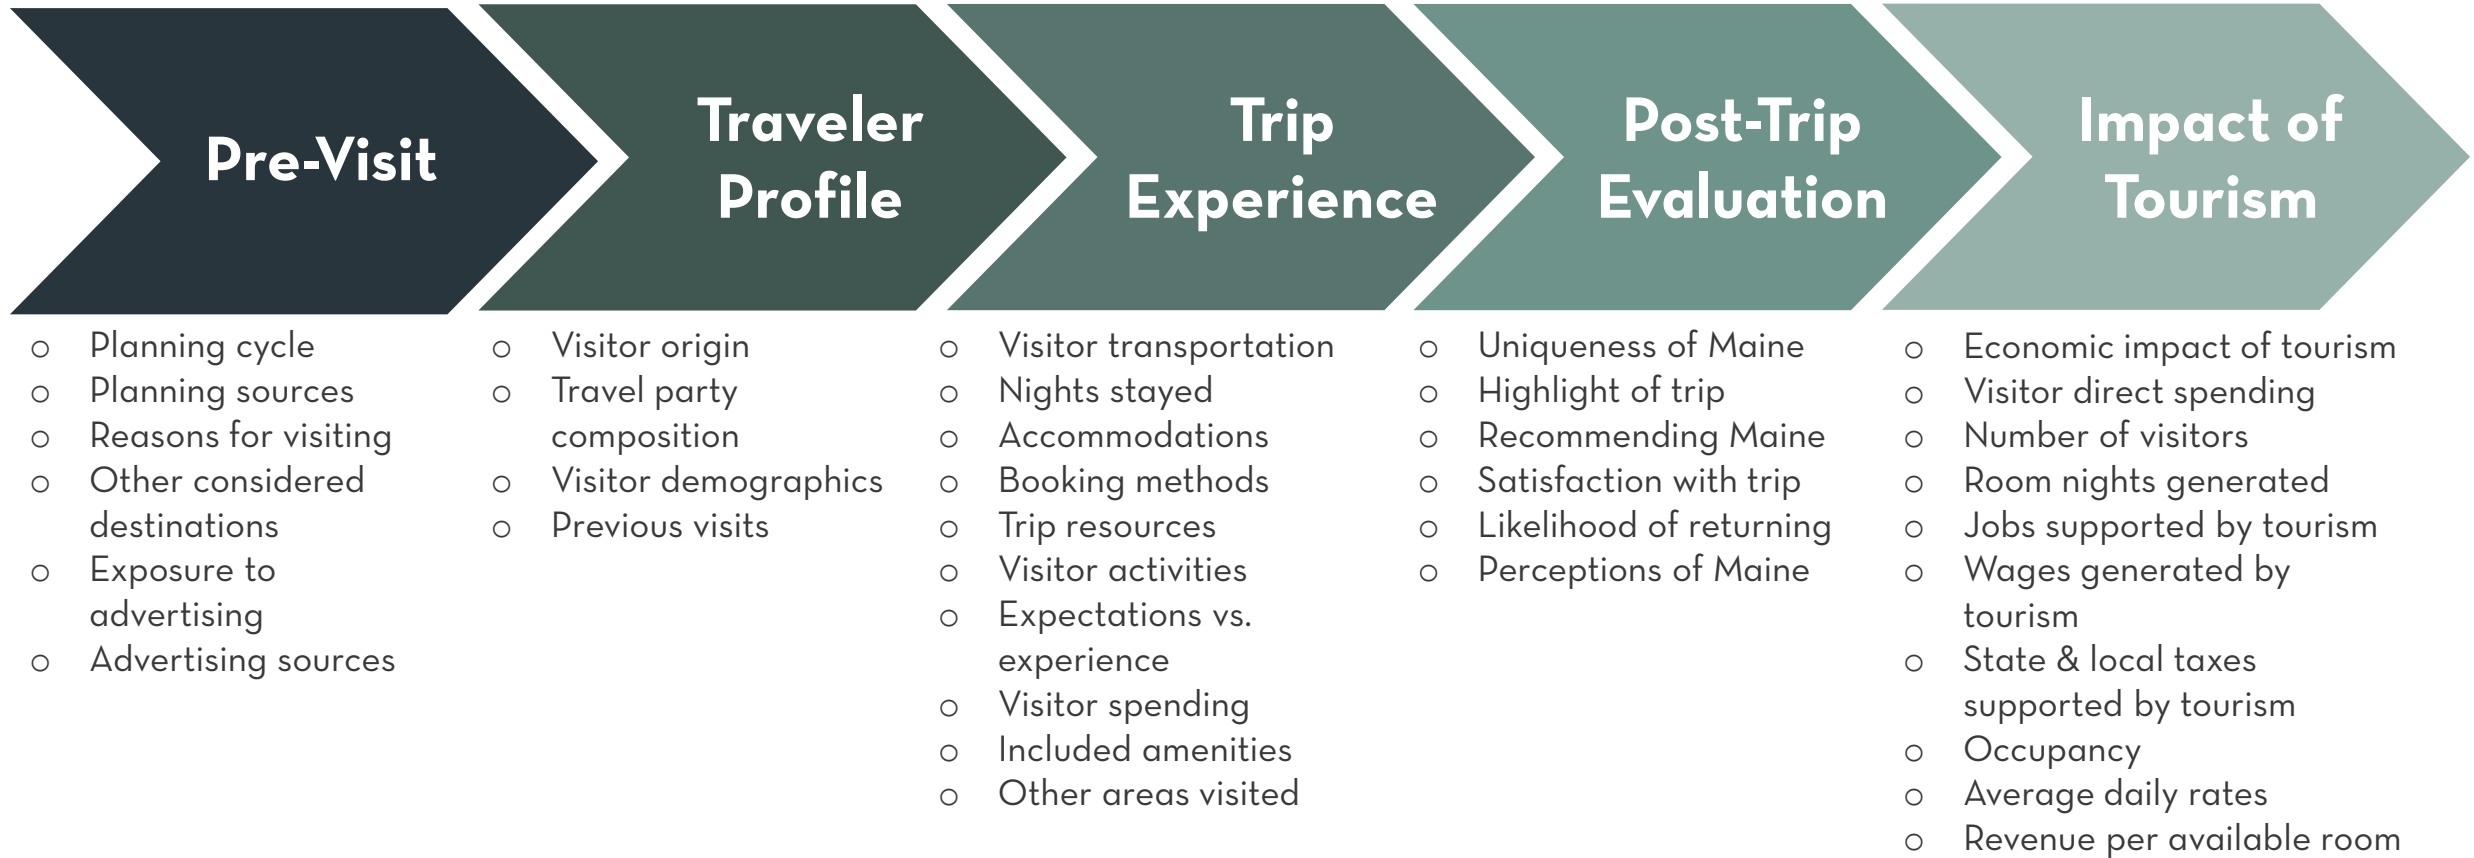 Pre-Visit
○ Planning cycle
○ Planning sources
○ Reasons for visiting
○ Other considered
destinations
○ Exposure to
advertising
○ Advertising sources
Traveler
Profile
○ Visitor origin
○ Travel party
composition
○ Visitor demographics
○ Previous visits
Trip
Experience
○ Visitor transportation
○ Nights stayed
○ Accommodations
○ Booking methods
○ Trip resources
○ Visitor activities
○ Expectations vs.
experience
○ Visitor spending
○ Included amenities
○ Other areas visited
Post-Trip
Evaluation
○ Uniqueness of Maine
○ Highlight of trip
○ Recommending Maine
○ Satisfaction with trip
○ Likelihood of returning
○ Perceptions of Maine
Impact of
Tourism
○ Economic impact of tourism
○ Visitor direct spending
○ Number of visitors
○ Room nights generated
○ Jobs supported by tourism
○ Wages generated by
tourism
○ State & local taxes
supported by tourism
○ Occupancy
○ Average daily rates
○ Revenue per available room